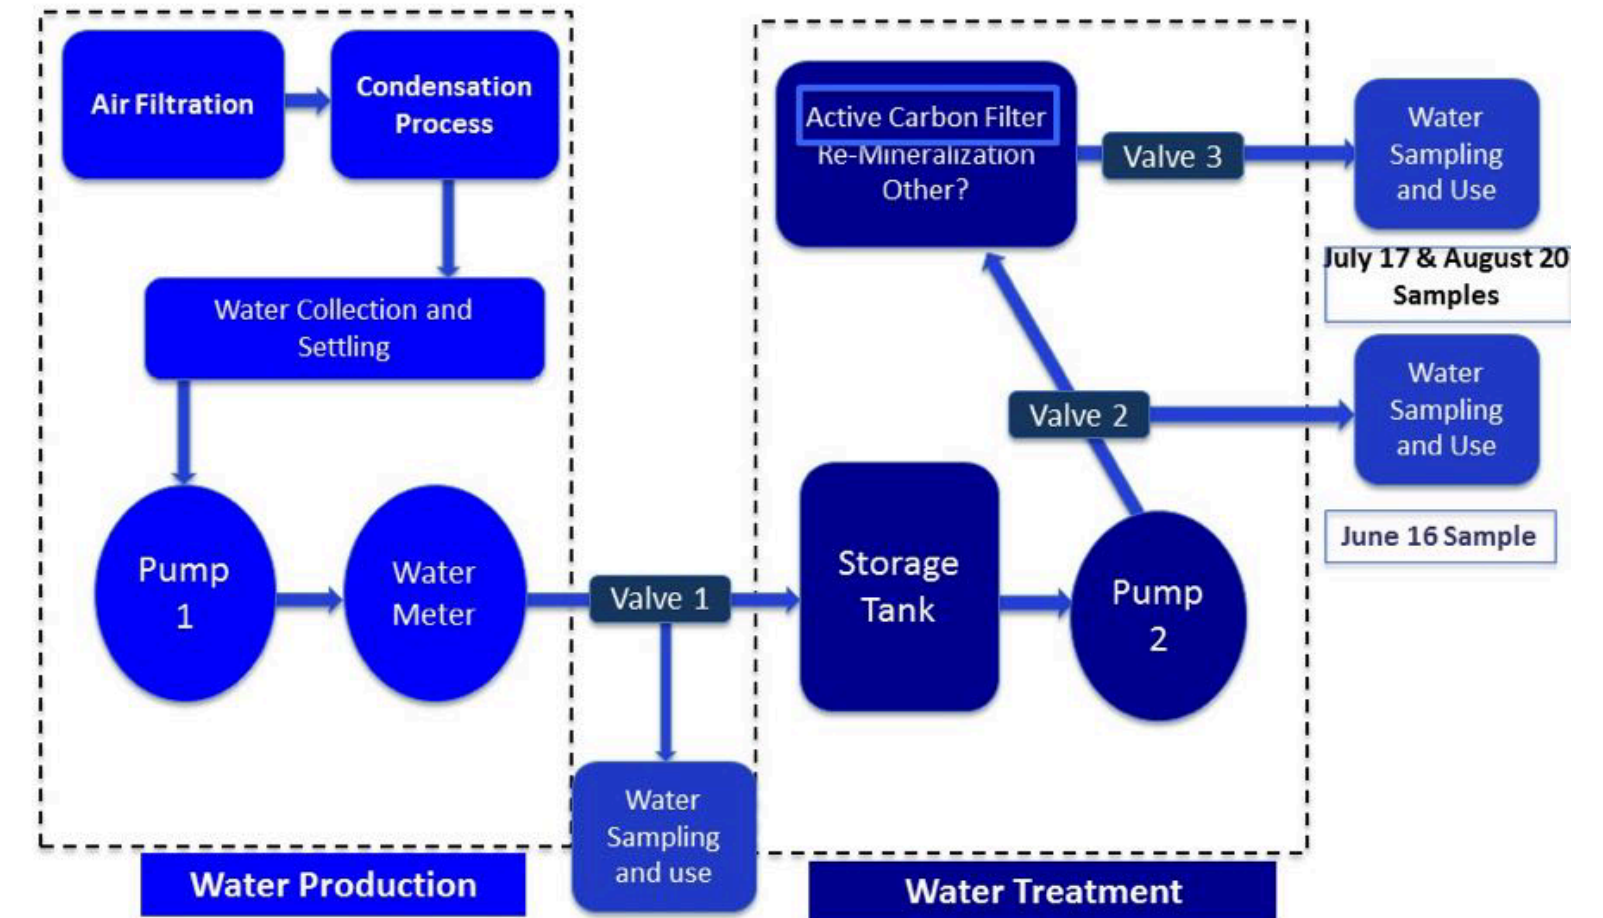 Air Filtration
Condensation
Process
Water Collection and
Settling
Pump
1
Water
Meter
Valve 1
Water
Sampling
and use
Water Production
Active Carbon Filter
Re-Mineralization
Other?
Valve 3
Water
Sampling
and Use
July 17 & August 20
Samples
Valve 2
Water
Sampling
and Use
June 16 Sample
Storage
Tank
Pump
2
Water Treatment